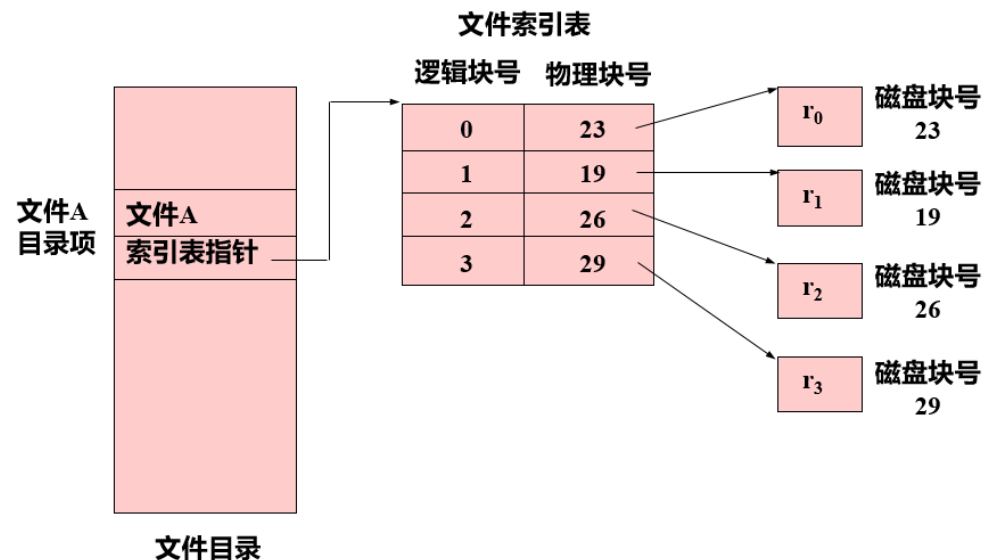 文件索引表
逻辑块号 物理块号
0 23
1 19
2 26
3 29
文件A
目录项
文件A
索引表指针
文件目录
r₀
磁盘块号
23
r₁
磁盘块号
19
r₂
磁盘块号
26
r₃
磁盘块号
29